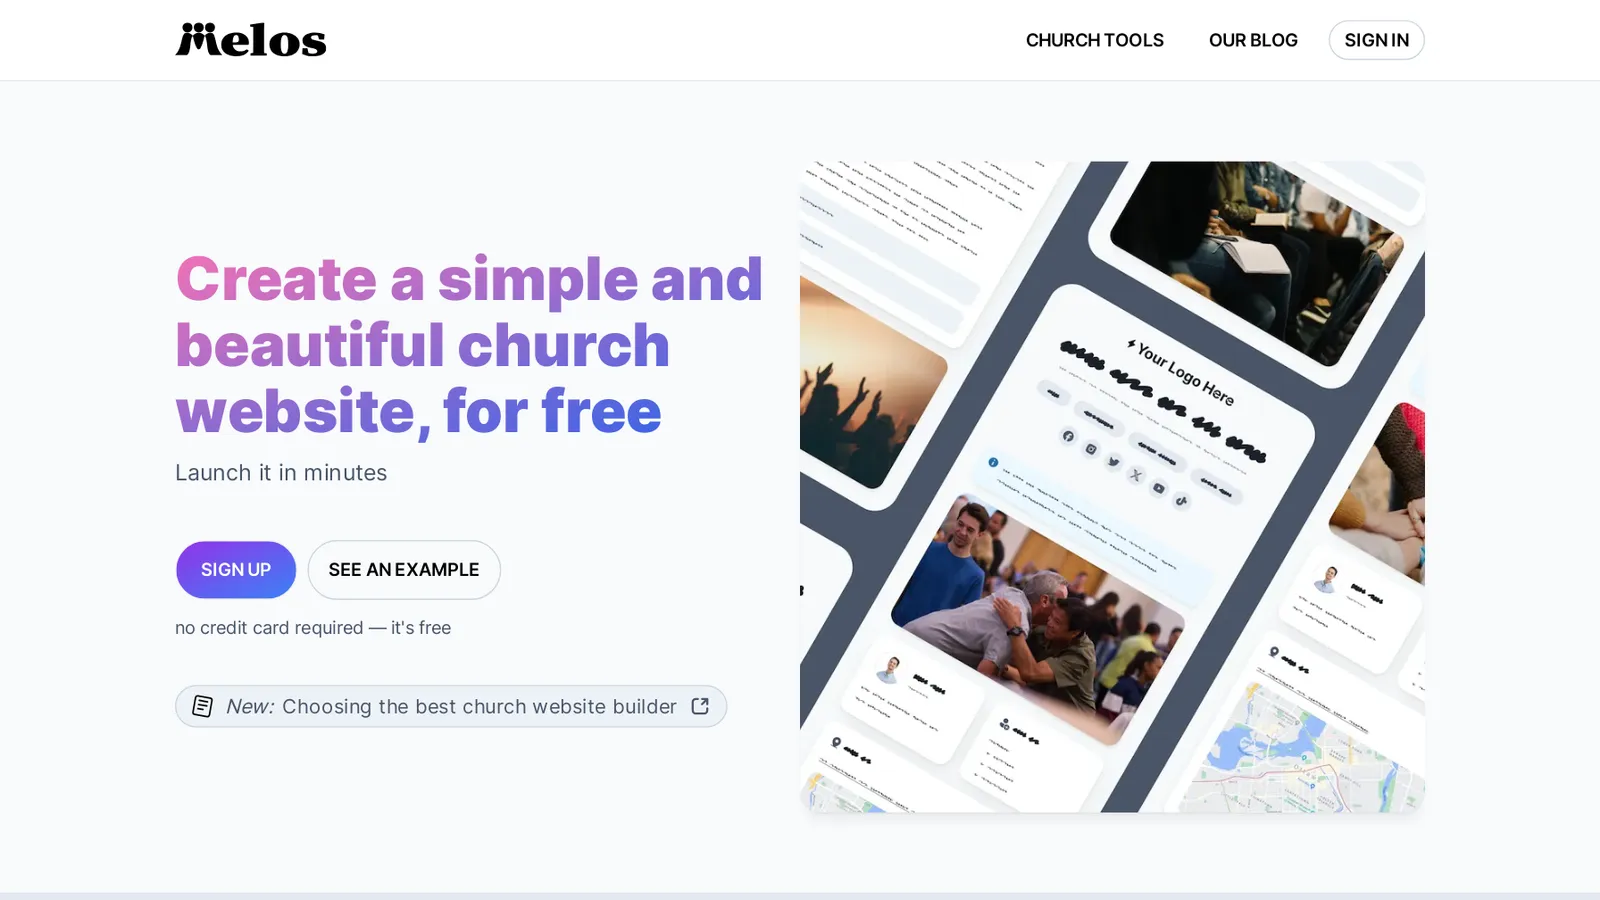 Melos
CHURCH TOOLS
OUR BLOG
SIGN IN
Create a simple and
beautiful church
website, for free
Launch it in minutes
SIGN UP
SEE AN EXAMPLE
no credit card required — it's free
New: Choosing the best church website builder
Your Logo Here